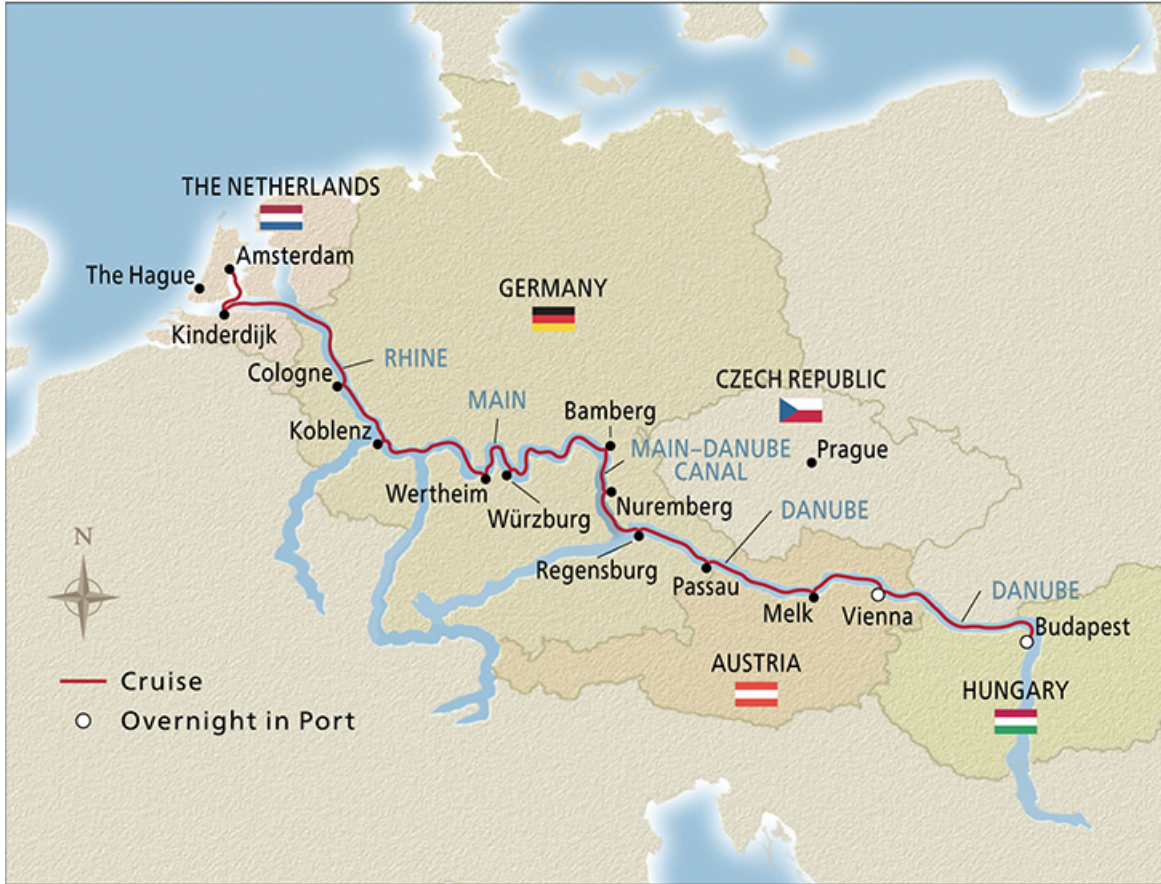 THE NETHERLANDS
Amsterdam
The Hague
Kinderdijk
GERMANY
RHINE
Cologne
CZECH REPUBLIC
MAIN
Bamberg
Koblenz
MAIN–DANUBE
CANAL
Prague
Wertheim
Würzburg
Nuremberg
DANUBE
N
Regensburg
Passau
Melk
Vienna
DANUBE
Budapest
AUSTRIA
HUNGARY
Cruise
Overnight in Port